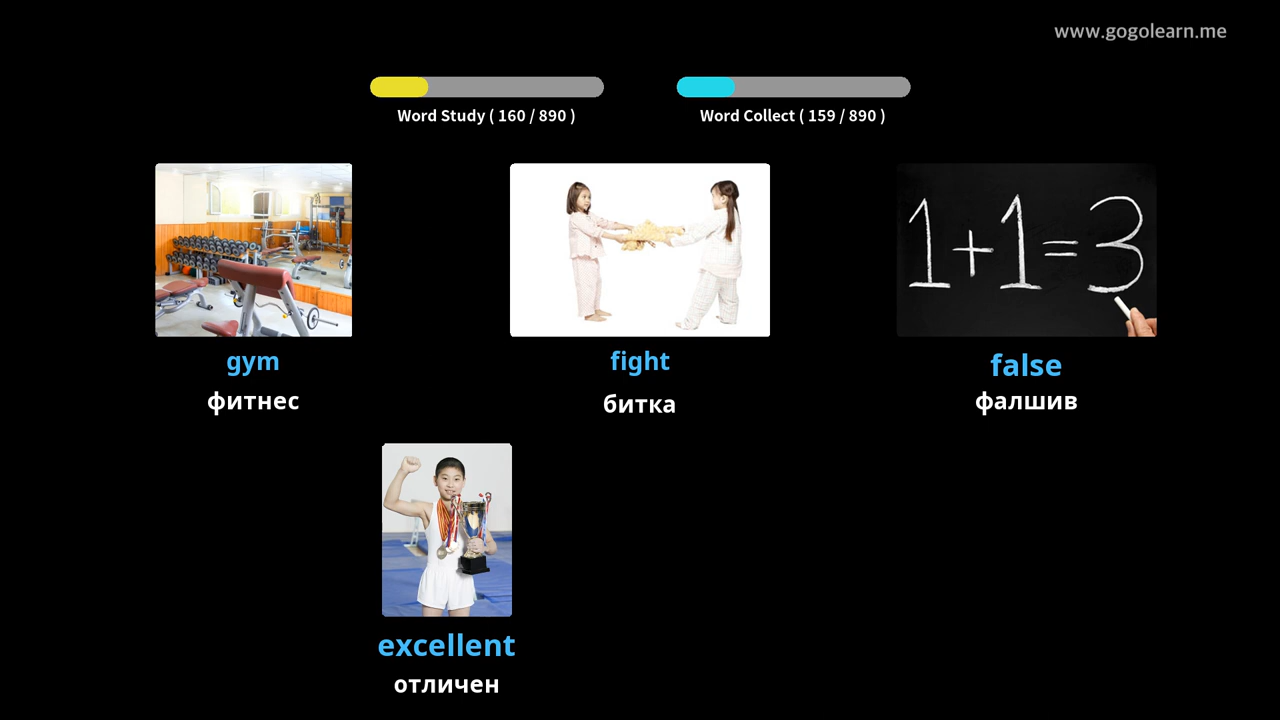 www.gogolearn.me
Word Study ( 160 / 890 )
Word Collect ( 159 / 890 )
1+1=3
gym
fight
false
фитнес
битка
фалшив
excellent
отличен